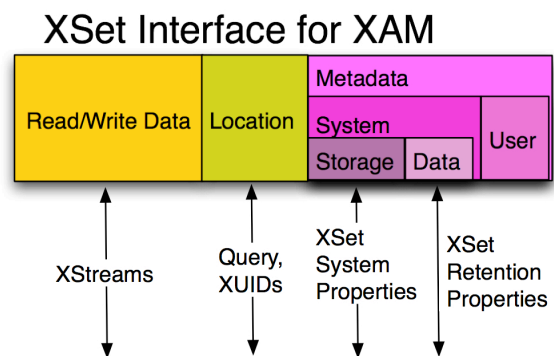 XSet Interface for XAM
Metadata
Read/Write Data
Location
System
User
Storage
Data
XStreams
Query,
XUIDs
XSet
System
Properties
XSet
Retention
Properties